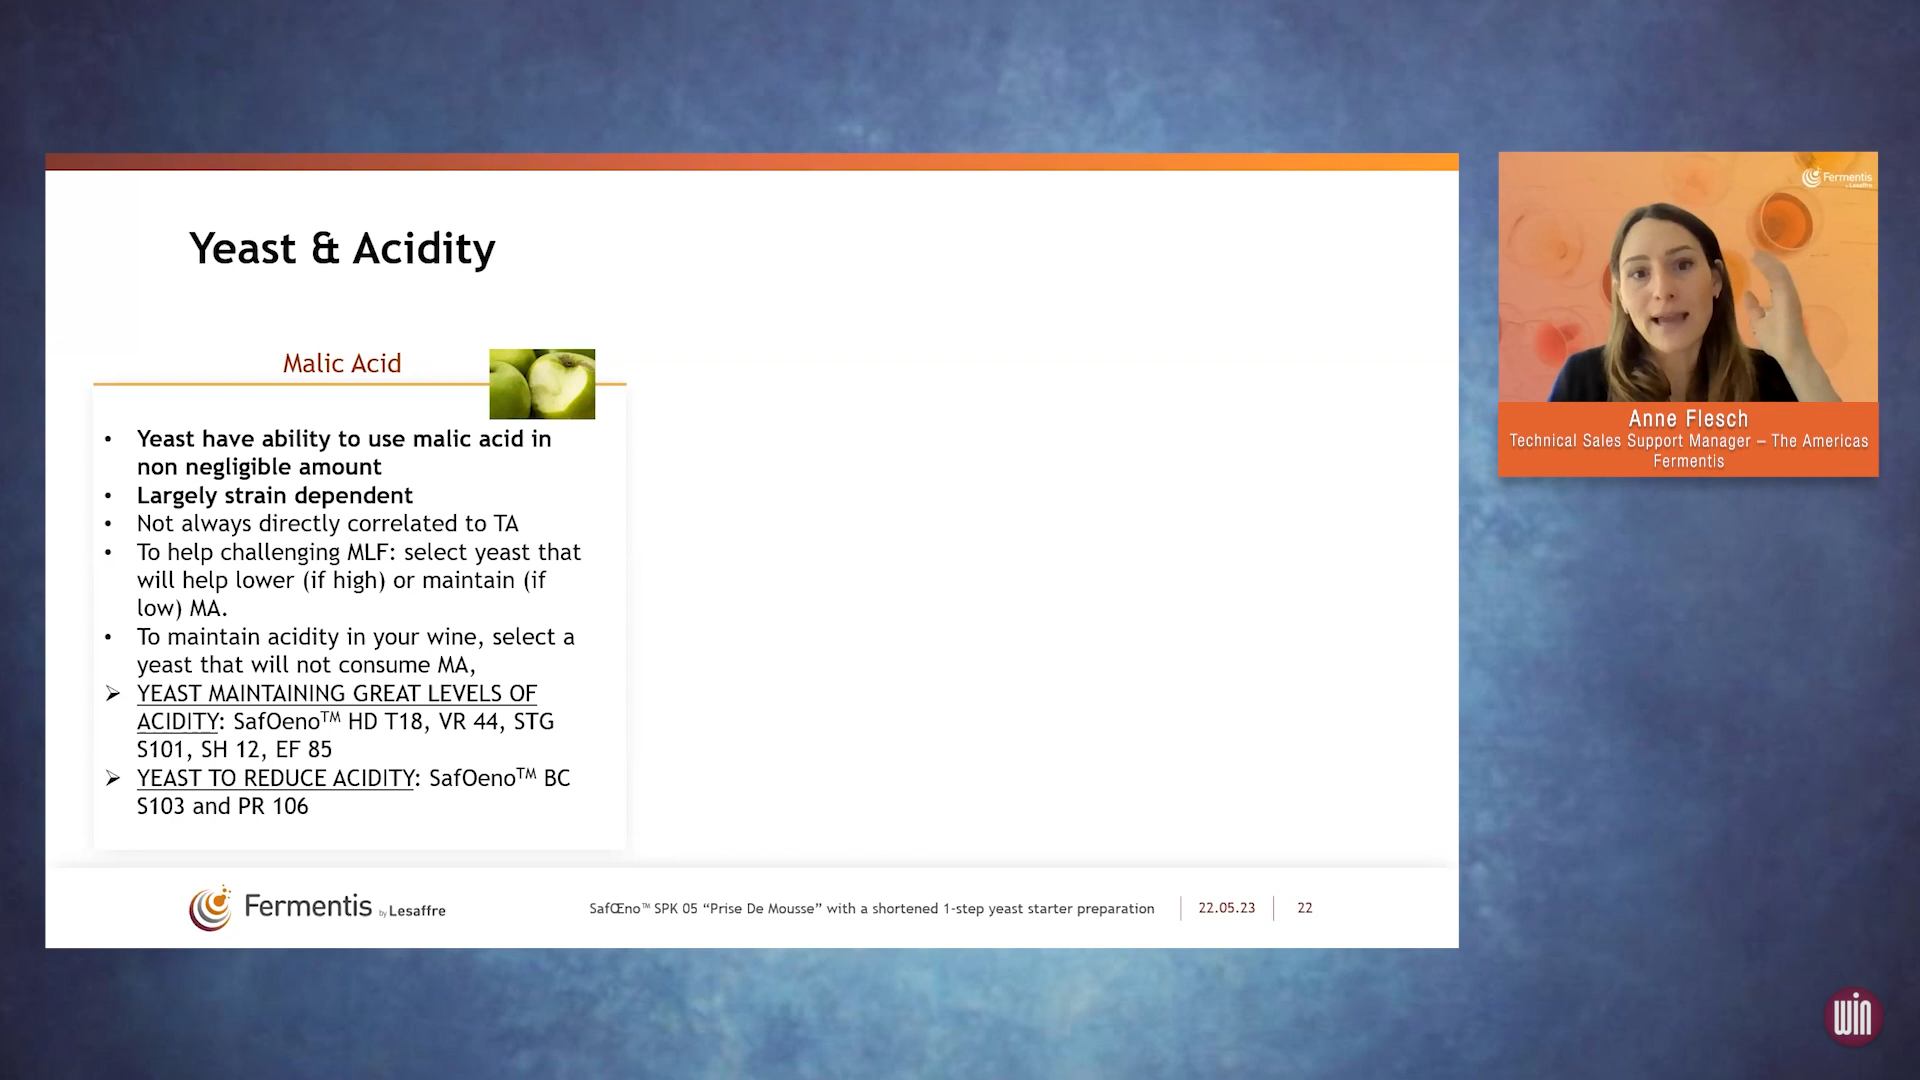 Yeast & Acidity
Malic Acid
• Yeast have ability to use malic acid in
non negligible amount
• Largely strain dependent
• Not always directly correlated to TA
• To help challenging MLF: select yeast that
will help lower (if high) or maintain (if
low) MA.
• To maintain acidity in your wine, select a
yeast that will not consume MA,
➢ YEAST MAINTAINING GREAT LEVELS OF
ACIDITY: SafOeno™ HD T18, VR 44, STG
S101, SH 12, EF 85
➢ YEAST TO REDUCE ACIDITY: SafOeno™ BC
S103 and PR 106
Fermentis by Lesaffre
SafŒno™ SPK 05 “Prise De Mousse” with a shortened 1-step yeast starter preparation
22.05.23
22
Fermentis
by Lesaffre
Anne Flesch
Technical Sales Support Manager – The Americas
Fermentis
win